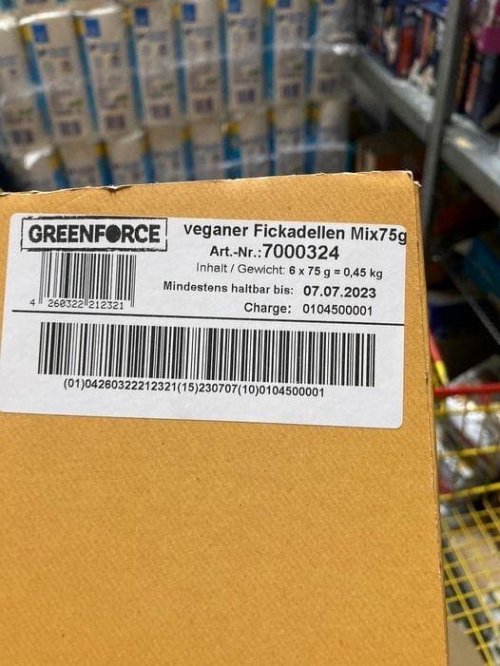 GREENFORCE
veganer Fickadellen Mix75g
Art.-Nr.:7000324
Inhalt / Gewicht: 6 x 75 g = 0,45 kg
Mindestens haltbar bis: 07.07.2023
4 260322 212321
Charge: 0104500001
(01)04260322212321(15)230707(10)0104500001